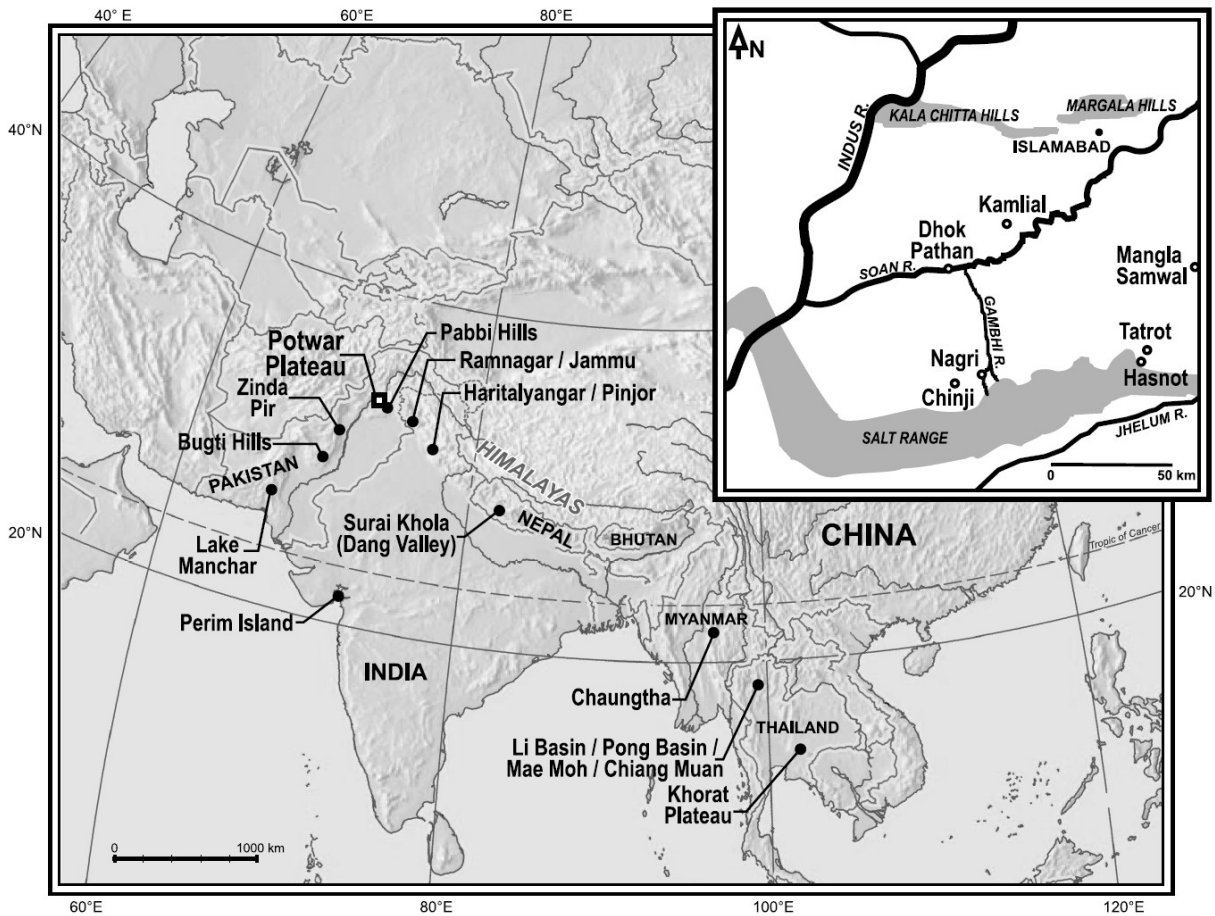 40° E
60°E
80°E
40°N
20°N
20°N
60°E
80°E
100°E
120°E
Potwar
Plateau
Pabbi Hills
Ramnagar / Jammu
Haritalyangar / Pinjor
Zinda
Pir
Bugti Hills
PAKISTAN
HIMALAYAS
Lake
Manchar
Surai Khola
(Dang Valley)
NEPAL
BHUTAN
CHINA
Tropic of Cancer
Perim Island
INDIA
MYANMAR
Chaungtha
THAILAND
Li Basin / Pong Basin /
Mae Moh / Chiang Muan
Khorat
Plateau
0
1000 km
N
INDUS R.
KALA CHITTA HILLS
MARGALA HILLS
ISLAMABAD
Kamlial
Dhok
Pathan
SOAN R.
Mangla
Samwal
GAMBHI R.
Tatrot
Nagri
Hasnot
Chinji
SALT RANGE
JHELUM R.
0
50 km